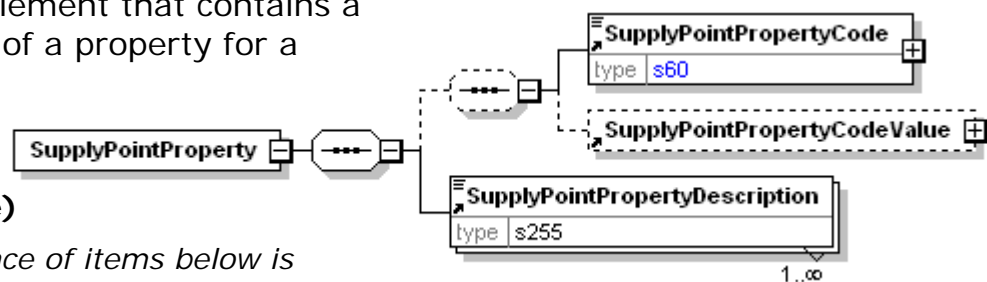 lement that contains a
of a property for a
SupplyPointPropertyCode
type s60
SupplyPointPropertyCodeValue
SupplyPointProperty
SupplyPointPropertyDescription
type s255
1..∞
)
nce of items below is